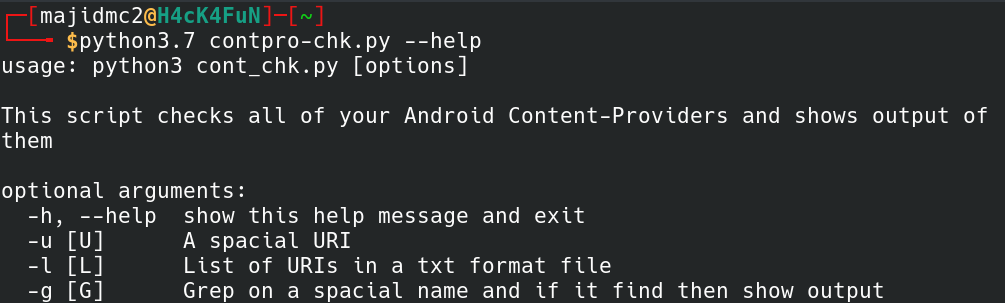 ┌─[majidmc2@H4cK4FuN]─[~]
└──╼ $python3.7 contpro-chk.py --help
usage: python3 cont_chk.py [options]

This script checks all of your Android Content-Providers and shows output of
them

optional arguments:
  -h, --help  show this help message and exit
  -u [U]      A spacial URI
  -l [L]      List of URIs in a txt format file
  -g [G]      Grep on a spacial name and if it find then show output